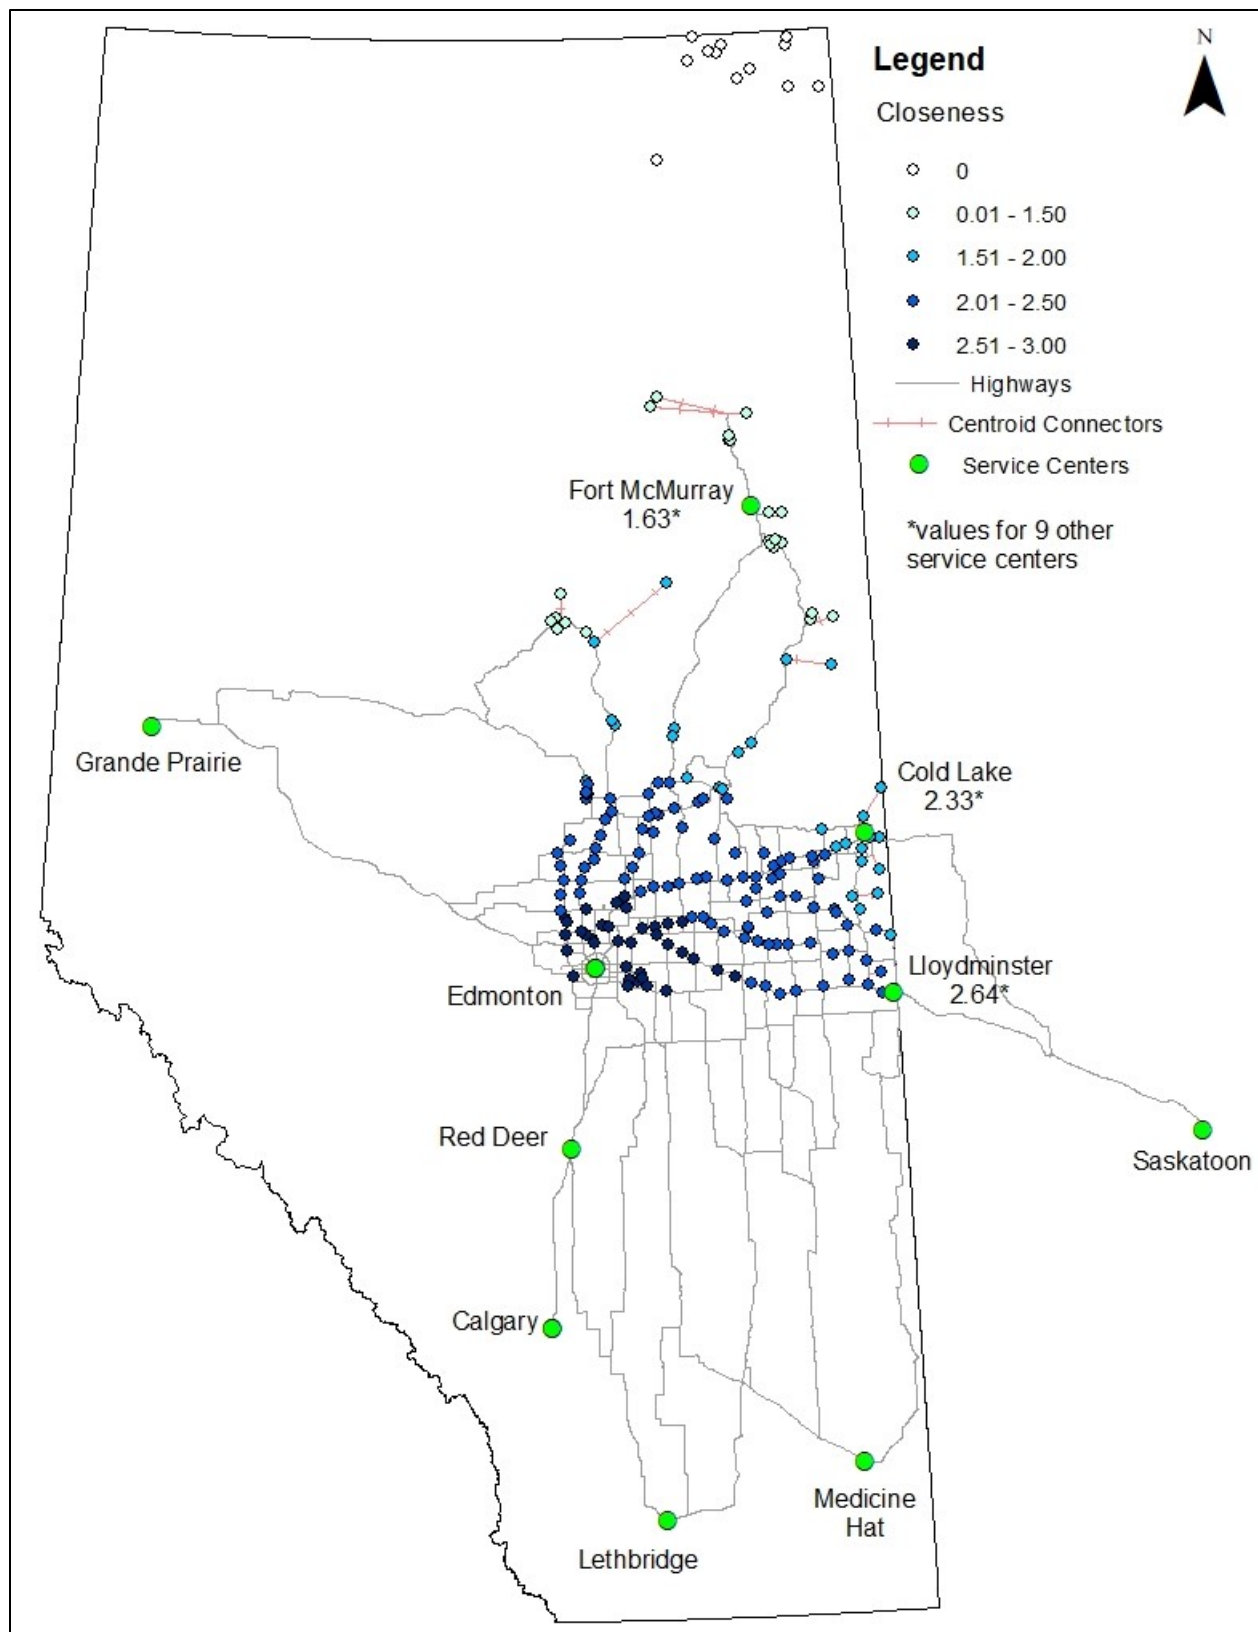 N
Legend
Closeness
0
0.01 - 1.50
1.51 - 2.00
2.01 - 2.50
2.51 - 3.00
Highways
Centroid Connectors
Service Centers
*values for 9 other
service centers
Fort McMurray
1.63*
Grande Prairie
Cold Lake
2.33*
Lloydminster
2.64*
Edmonton
Red Deer
Saskatoon
Calgary
Medicine
Hat
Lethbridge